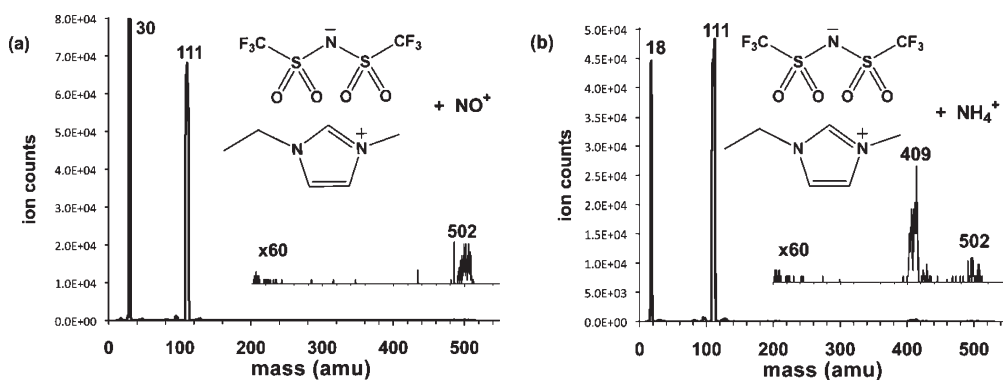 (a)
8.0E+04
7.0E+04
6.0E+04
5.0E+04
4.0E+04
3.0E+04
2.0E+04
1.0E+04
0.0E+00
ion counts
30
111
F3C
N
CF3
S
S
O
O
O
O
+ NO+
N
+
N
x60
502
0
100
200
300
400
500
mass (amu)
(b)
5.0E+04
4.5E+04
4.0E+04
3.5E+04
3.0E+04
2.5E+04
2.0E+04
1.5E+04
1.0E+04
5.0E+03
0.0E+00
ion counts
18
111
F3C
N
CF3
S
S
O
O
O
O
+ NH4+
N
+
N
409
x60
502
0
100
200
300
400
500
mass (amu)